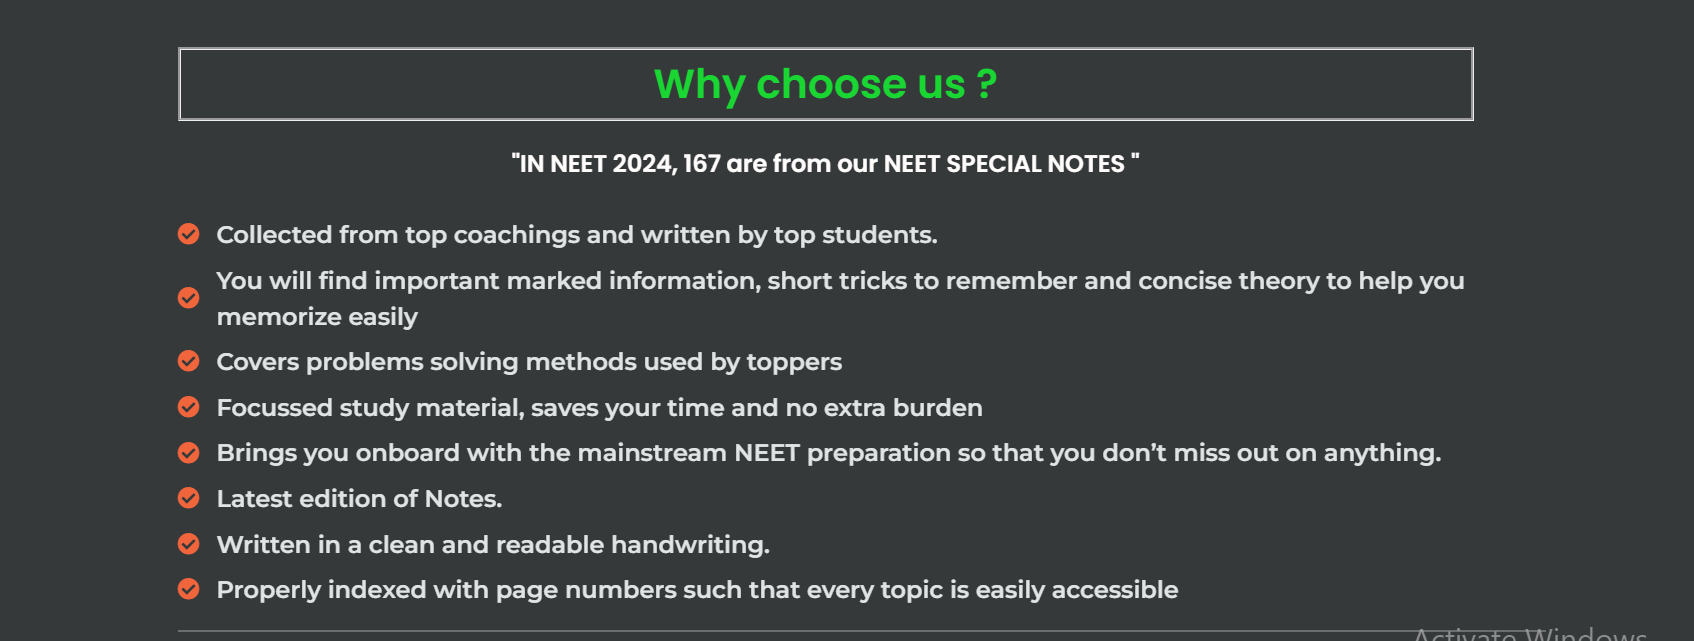 Why choose us ?
"IN NEET 2024, 167 are from our NEET SPECIAL NOTES "
Collected from top coachings and written by top students.
You will find important marked information, short tricks to remember and concise theory to help you
memorize easily
Covers problems solving methods used by toppers
Focussed study material, saves your time and no extra burden
Brings you onboard with the mainstream NEET preparation so that you don’t miss out on anything.
Latest edition of Notes.
Written in a clean and readable handwriting.
Properly indexed with page numbers such that every topic is easily accessible
Activate Windows